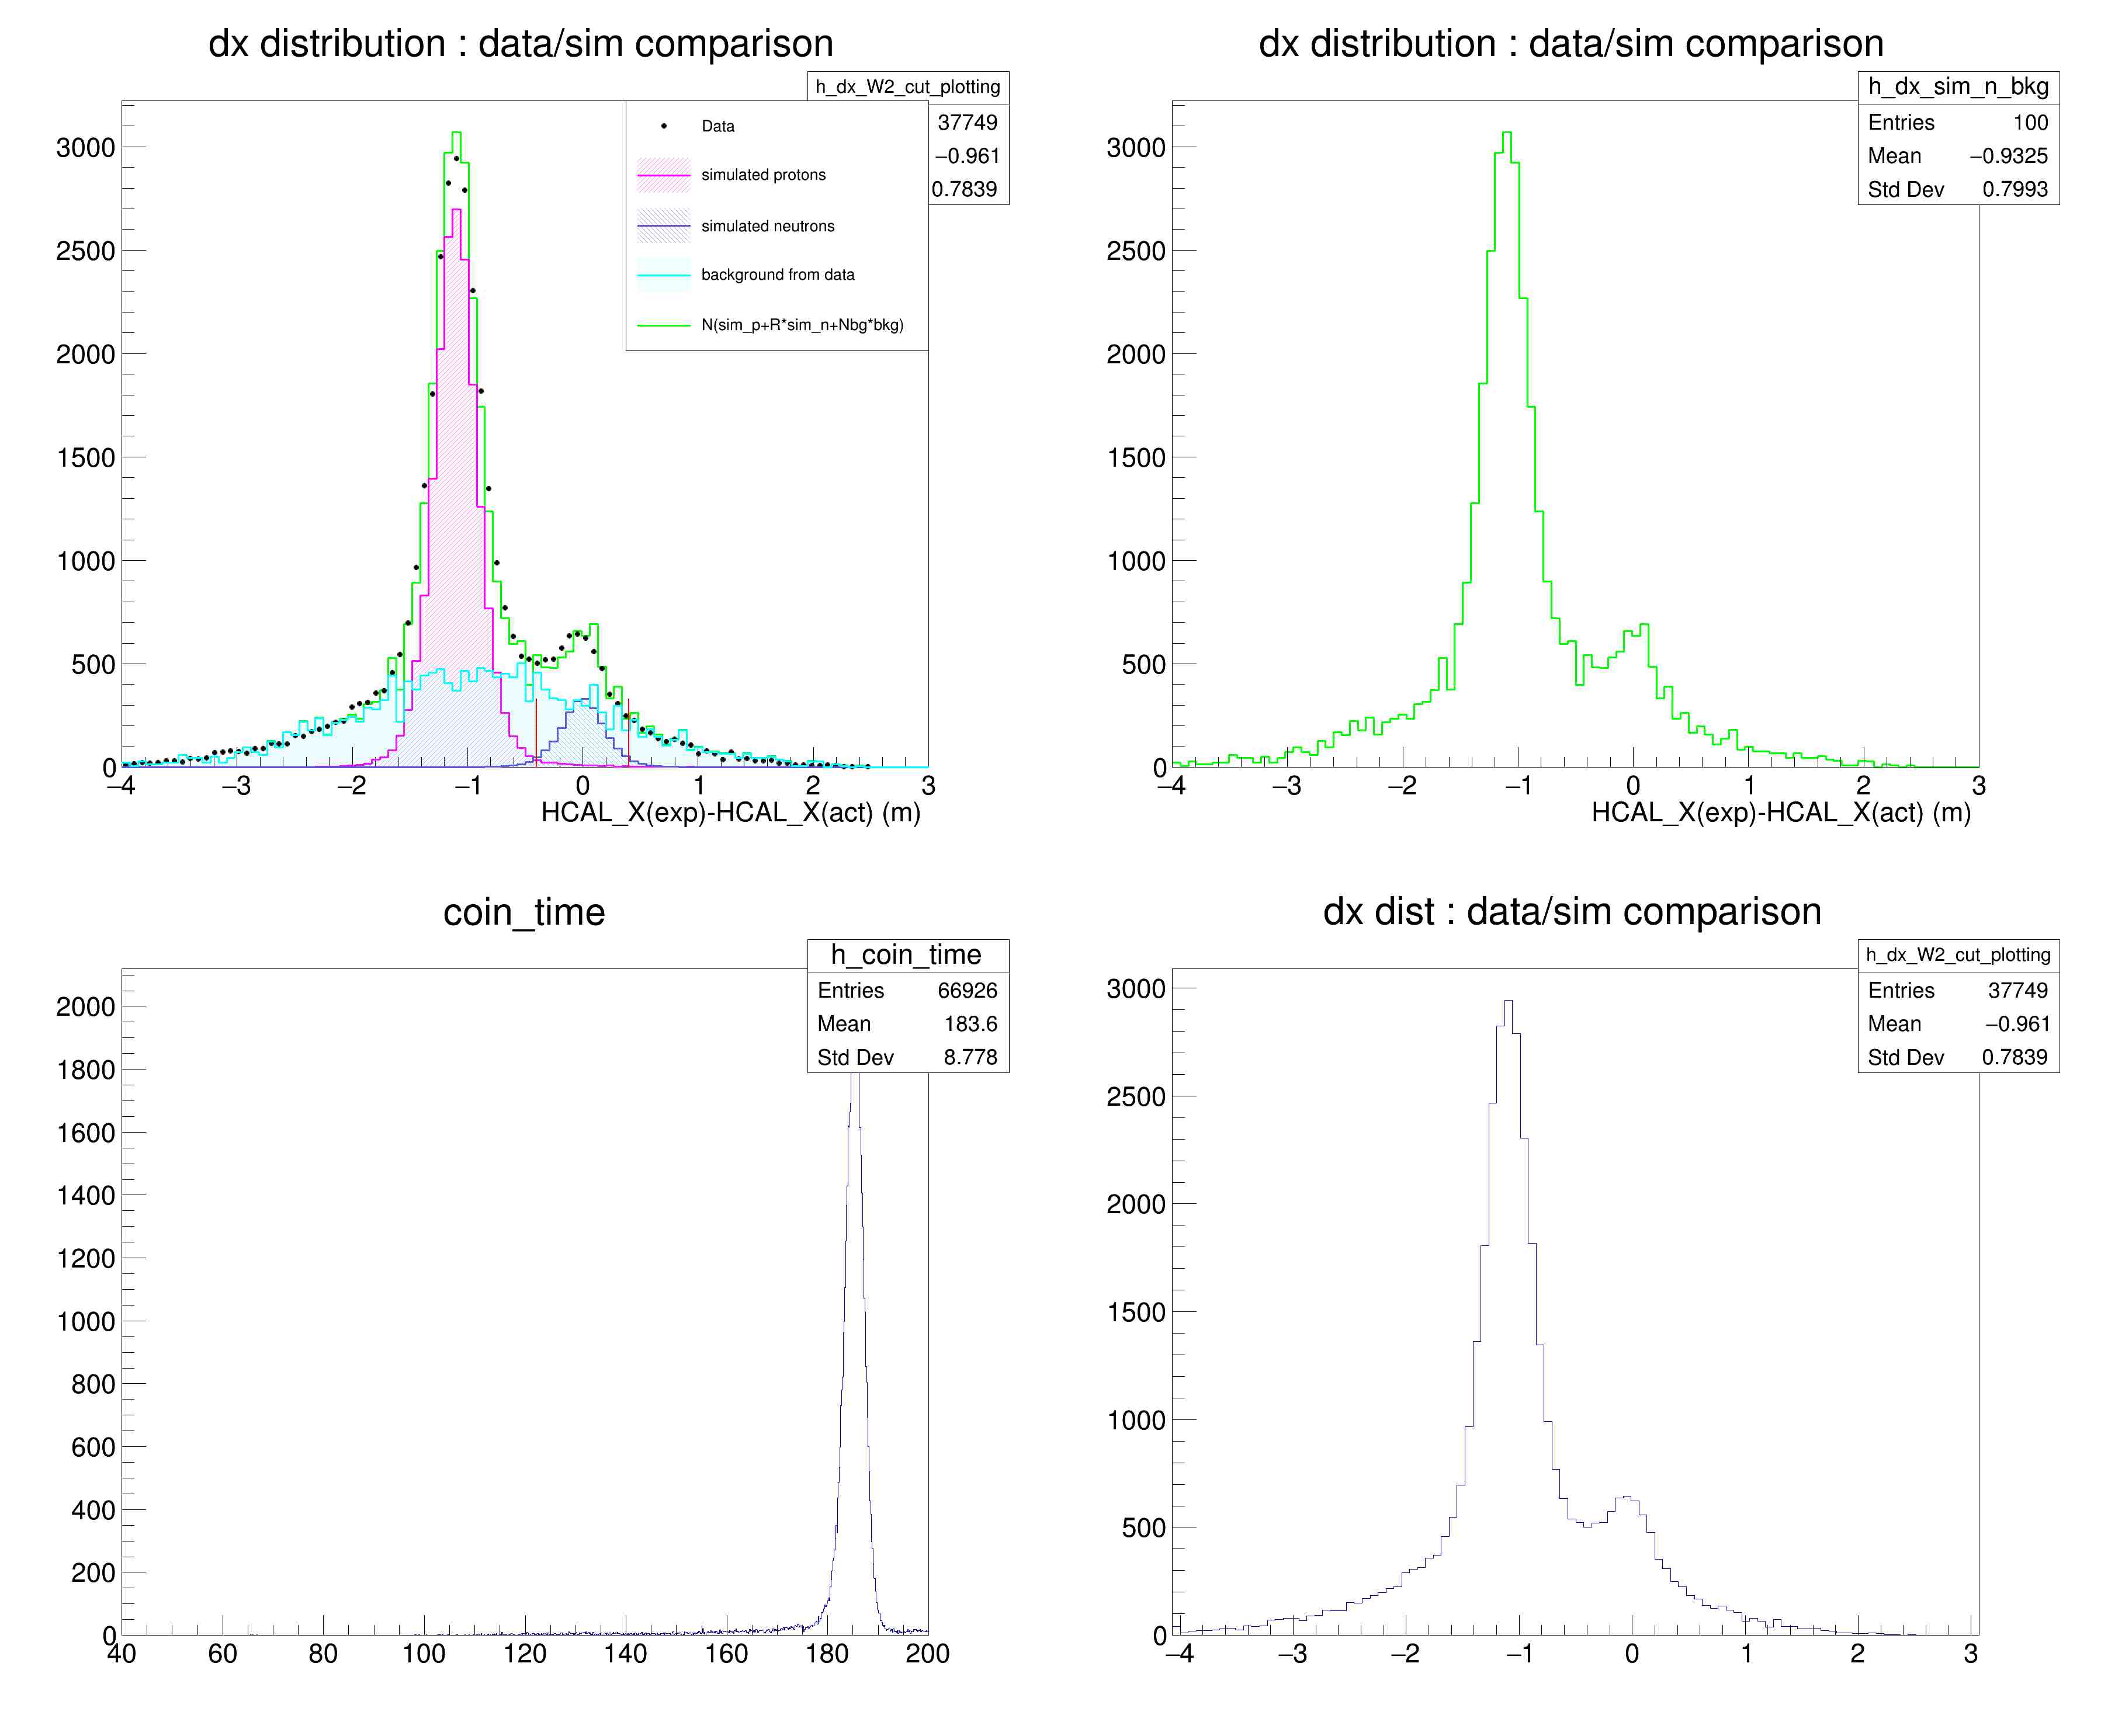 dx distribution : data/sim comparison
h_dx_W2_cut_plotting
37749
−0.961
0.7839
Data
simulated protons
simulated neutrons
background from data
N(sim_p+R*sim_n+Nbg*bkg)
3000
2500
2000
1500
1000
500
0
−4 −3 −2 −1 0 1 2 3
HCAL_X(exp)-HCAL_X(act) (m)
dx distribution : data/sim comparison
h_dx_sim_n_bkg
Entries 100
Mean −0.9325
Std Dev 0.7993
3000
2500
2000
1500
1000
500
0
−4 −3 −2 −1 0 1 2 3
HCAL_X(exp)-HCAL_X(act) (m)
coin_time
h_coin_time
Entries 66926
Mean 183.6
Std Dev 8.778
2000
1800
1600
1400
1200
1000
800
600
400
200
0
40 60 80 100 120 140 160 180 200
dx dist : data/sim comparison
h_dx_W2_cut_plotting
Entries 37749
Mean −0.961
Std Dev 0.7839
3000
2500
2000
1500
1000
500
0
−4 −3 −2 −1 0 1 2 3